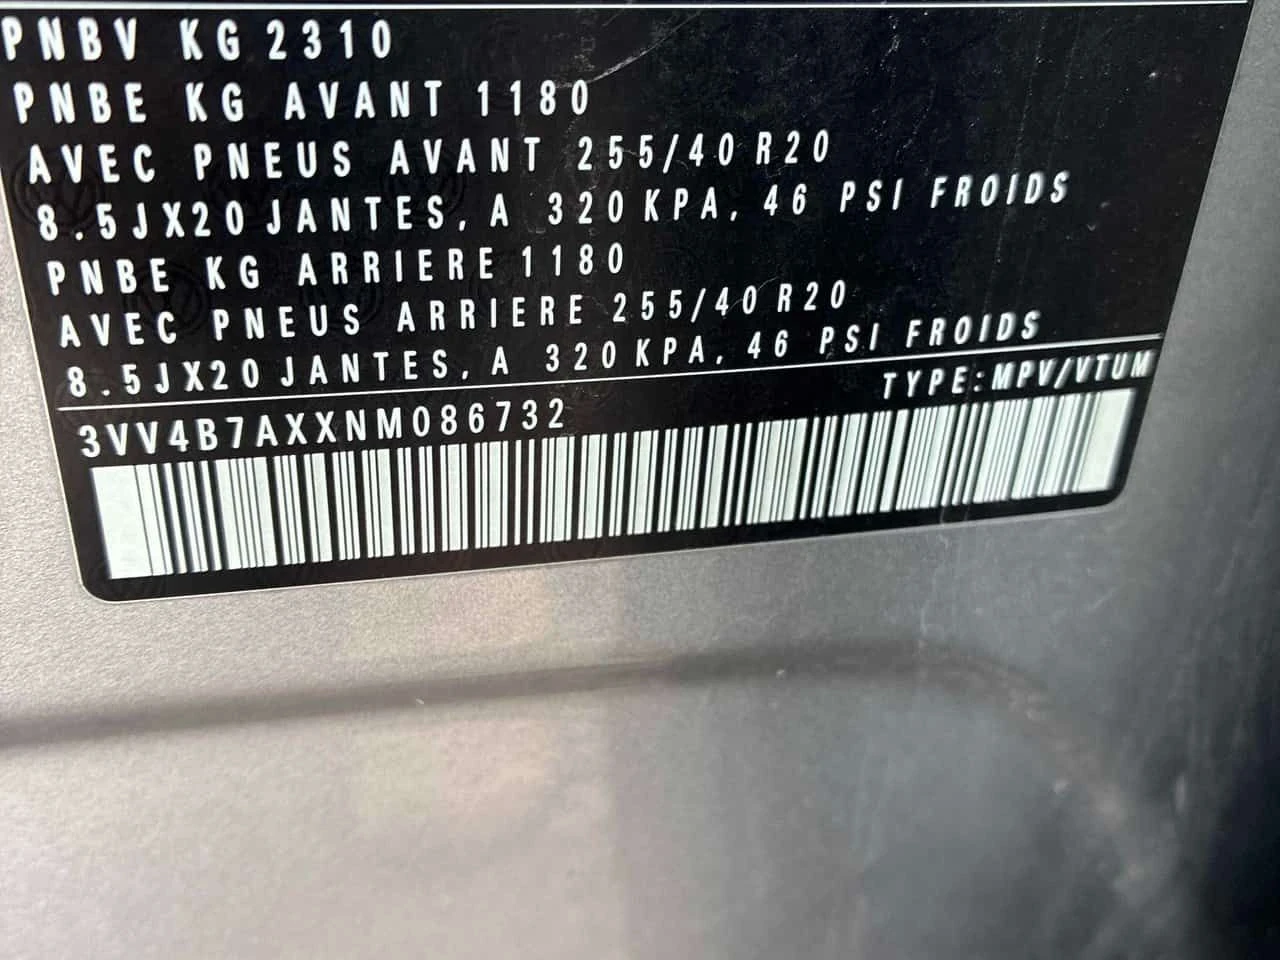 PNBV KG 2310
PNBE KG AVANT 1180
AVEC PNEUS AVANT 255/40 R20
8.5JX20 JANTES, A 320 KPA, 46 PSI FROIDS
PNBE KG ARRIERE 1180
AVEC PNEUS ARRIERE 255/40 R20
8.5JX20 JANTES, A 320 KPA, 46 PSI FROIDS
TYPE:MPV/VTUM
3VV4B7AXXNM086732